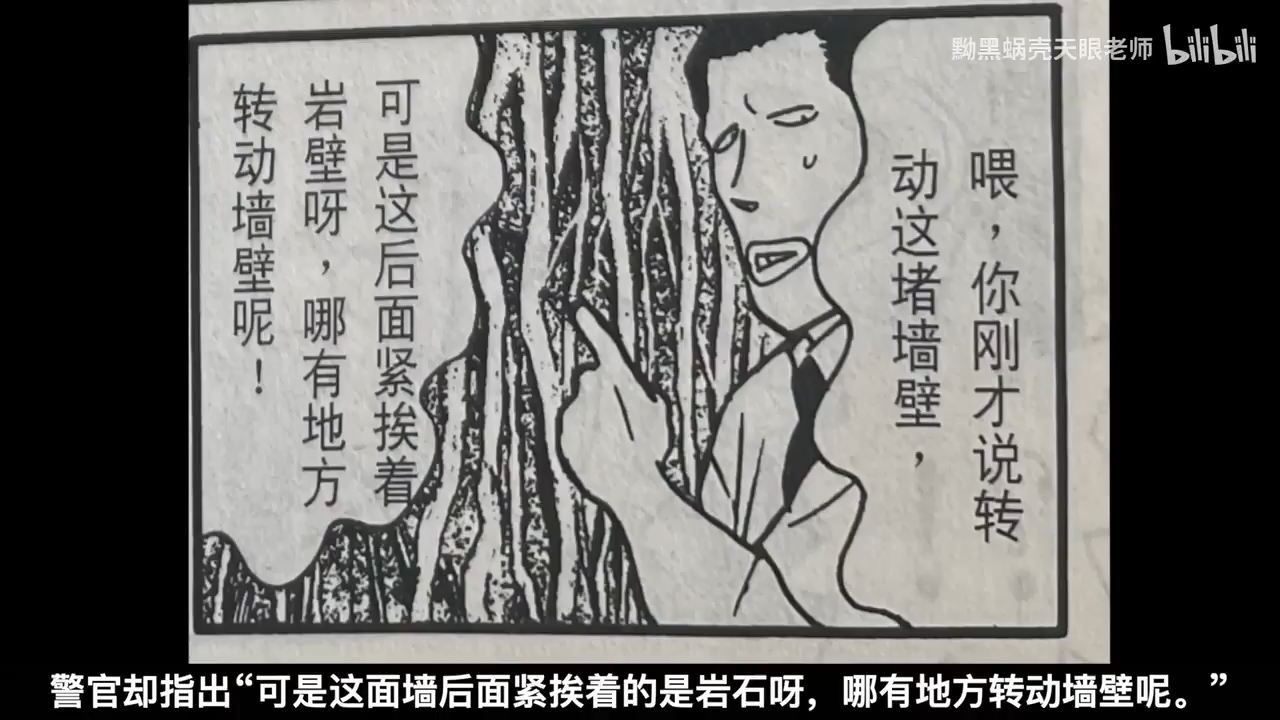 黝黑蜗壳天眼老师 bilibili
喂，你刚才说转
动这堵墙壁，
可是这后面紧挨着
岩壁呀，哪有地方
转动墙壁呢！
警官却指出“可是这面墙后面紧挨着的是岩石呀，哪有地方转动墙壁呢。”